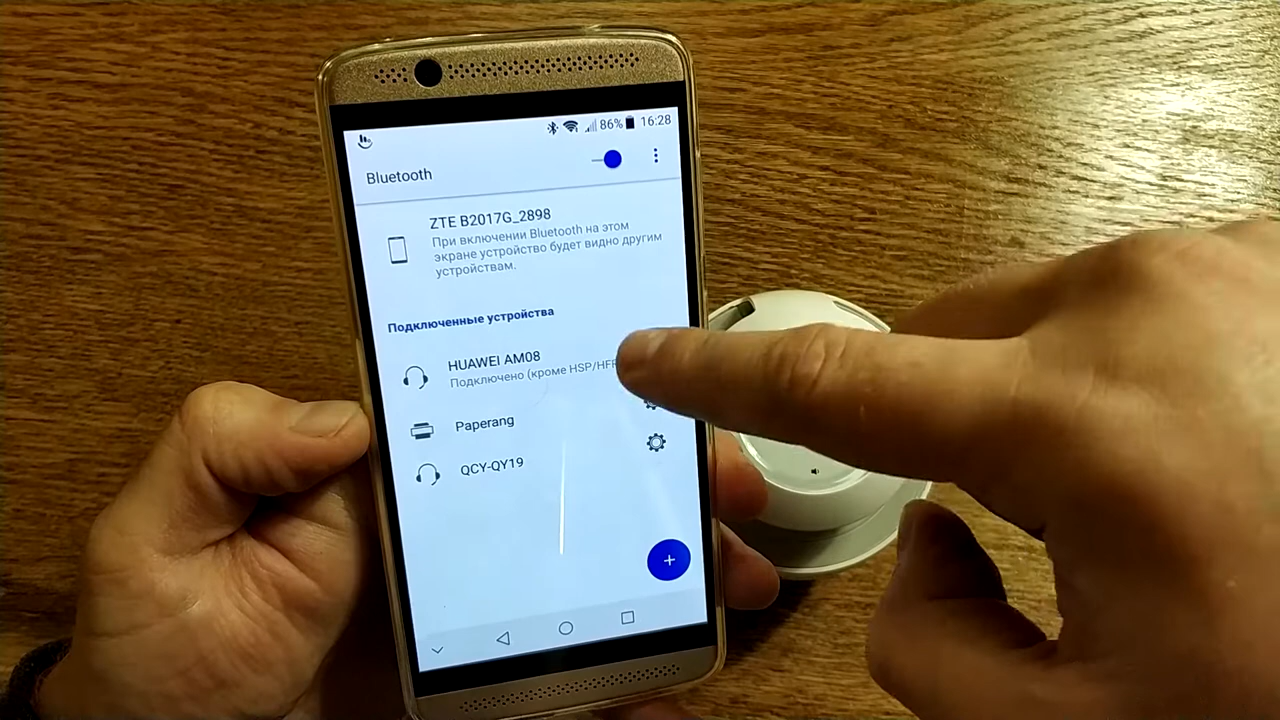 86% 16:28
Bluetooth
ZTE B2017G_2898
При включении Bluetooth на этом
экране устройство будет видно другим
устройствам.
Подключенные устройства
HUAWEI AM08
Подключено (кроме HSP/HFP
Paperang
QCY-QY19